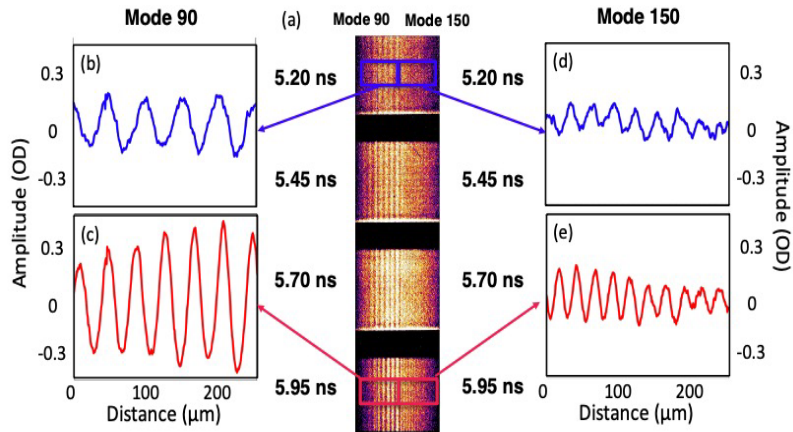 Mode 90
(a)
Mode 90
Mode 150
Mode 150
(b)
0.3
0
-0.3
(c)
0.3
0
-0.3
Amplitude (OD)
0
100
200
Distance (μm)
5.20 ns
5.45 ns
5.70 ns
5.95 ns
5.20 ns
5.45 ns
5.70 ns
5.95 ns
(d)
0.3
0
-0.3
(e)
0.3
0
-0.3
Amplitude (OD)
0
100
200
Distance (μm)